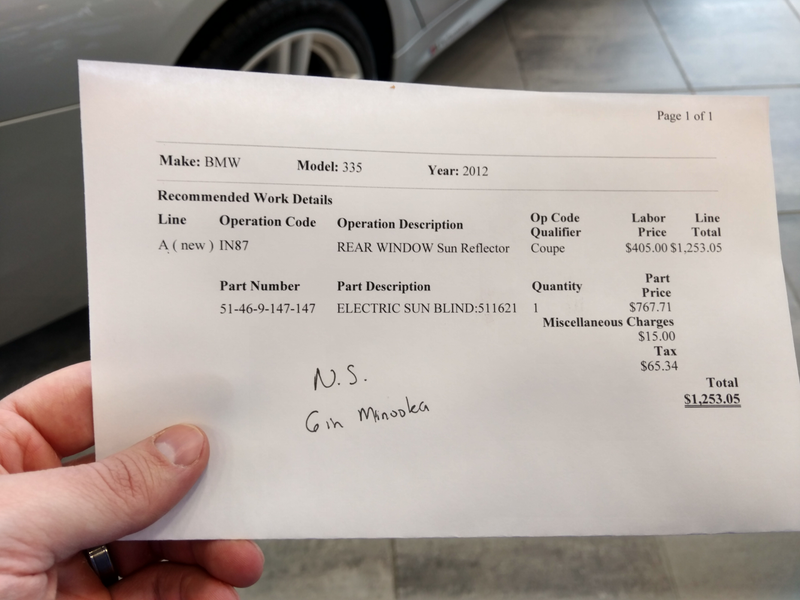 Page 1 of 1
Make: BMW Model: 335 Year: 2012
Recommended Work Details
Line Operation Code Operation Description Op Code Qualifier Labor Price Line Total
A ( new ) IN87 REAR WINDOW Sun Reflector Coupe $405.00 $1,253.05
Part Number Part Description Quantity Part Price
51-46-9-147-147 ELECTRIC SUN BLIND:511621 1 $767.71
Miscellaneous Charges
$15.00
Tax
$65.34
Total
$1,253.05
N.S.
6 in Minooka